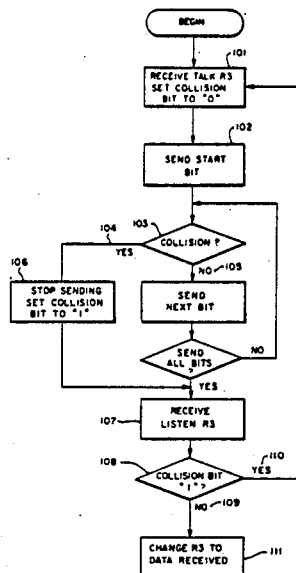 BEGIN
101
RECEIVE TALK R3
SET COLLISION
BIT TO "0"
102
SEND START
BIT
104
103
COLLISION ?
YES
NO
105
106
STOP SENDING
SET COLLISION
BIT TO "1"
SEND
NEXT BIT
SEND
ALL BITS
?
NO
YES
107
RECEIVE
LISTEN R3
108
COLLISION BIT
"1" ?
YES
110
NO
109
CHANGE R3 TO
DATA RECEIVED
111